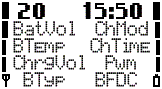 20 15:50
BatVol ChMod
BTemp ChTime
ChrgVol Pwm
BTyp BFDC